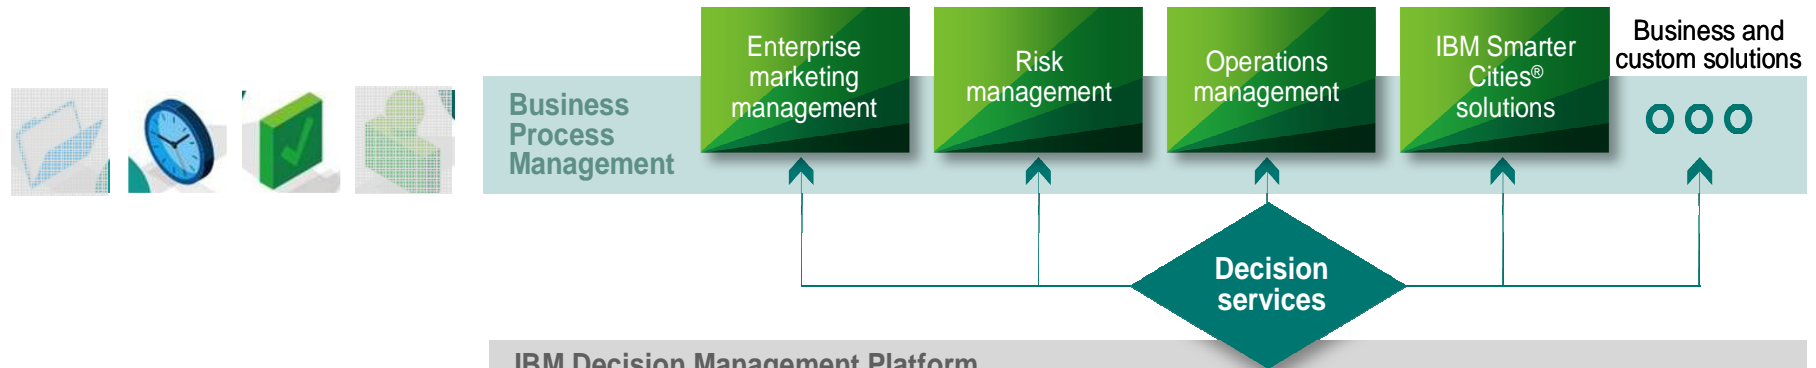 Business
Process
Management
Enterprise
marketing
management
Risk
management
Operations
management
IBM Smarter
Cities®
solutions
Business and
custom solutions
Decision
services
IBM Decision Management Platform